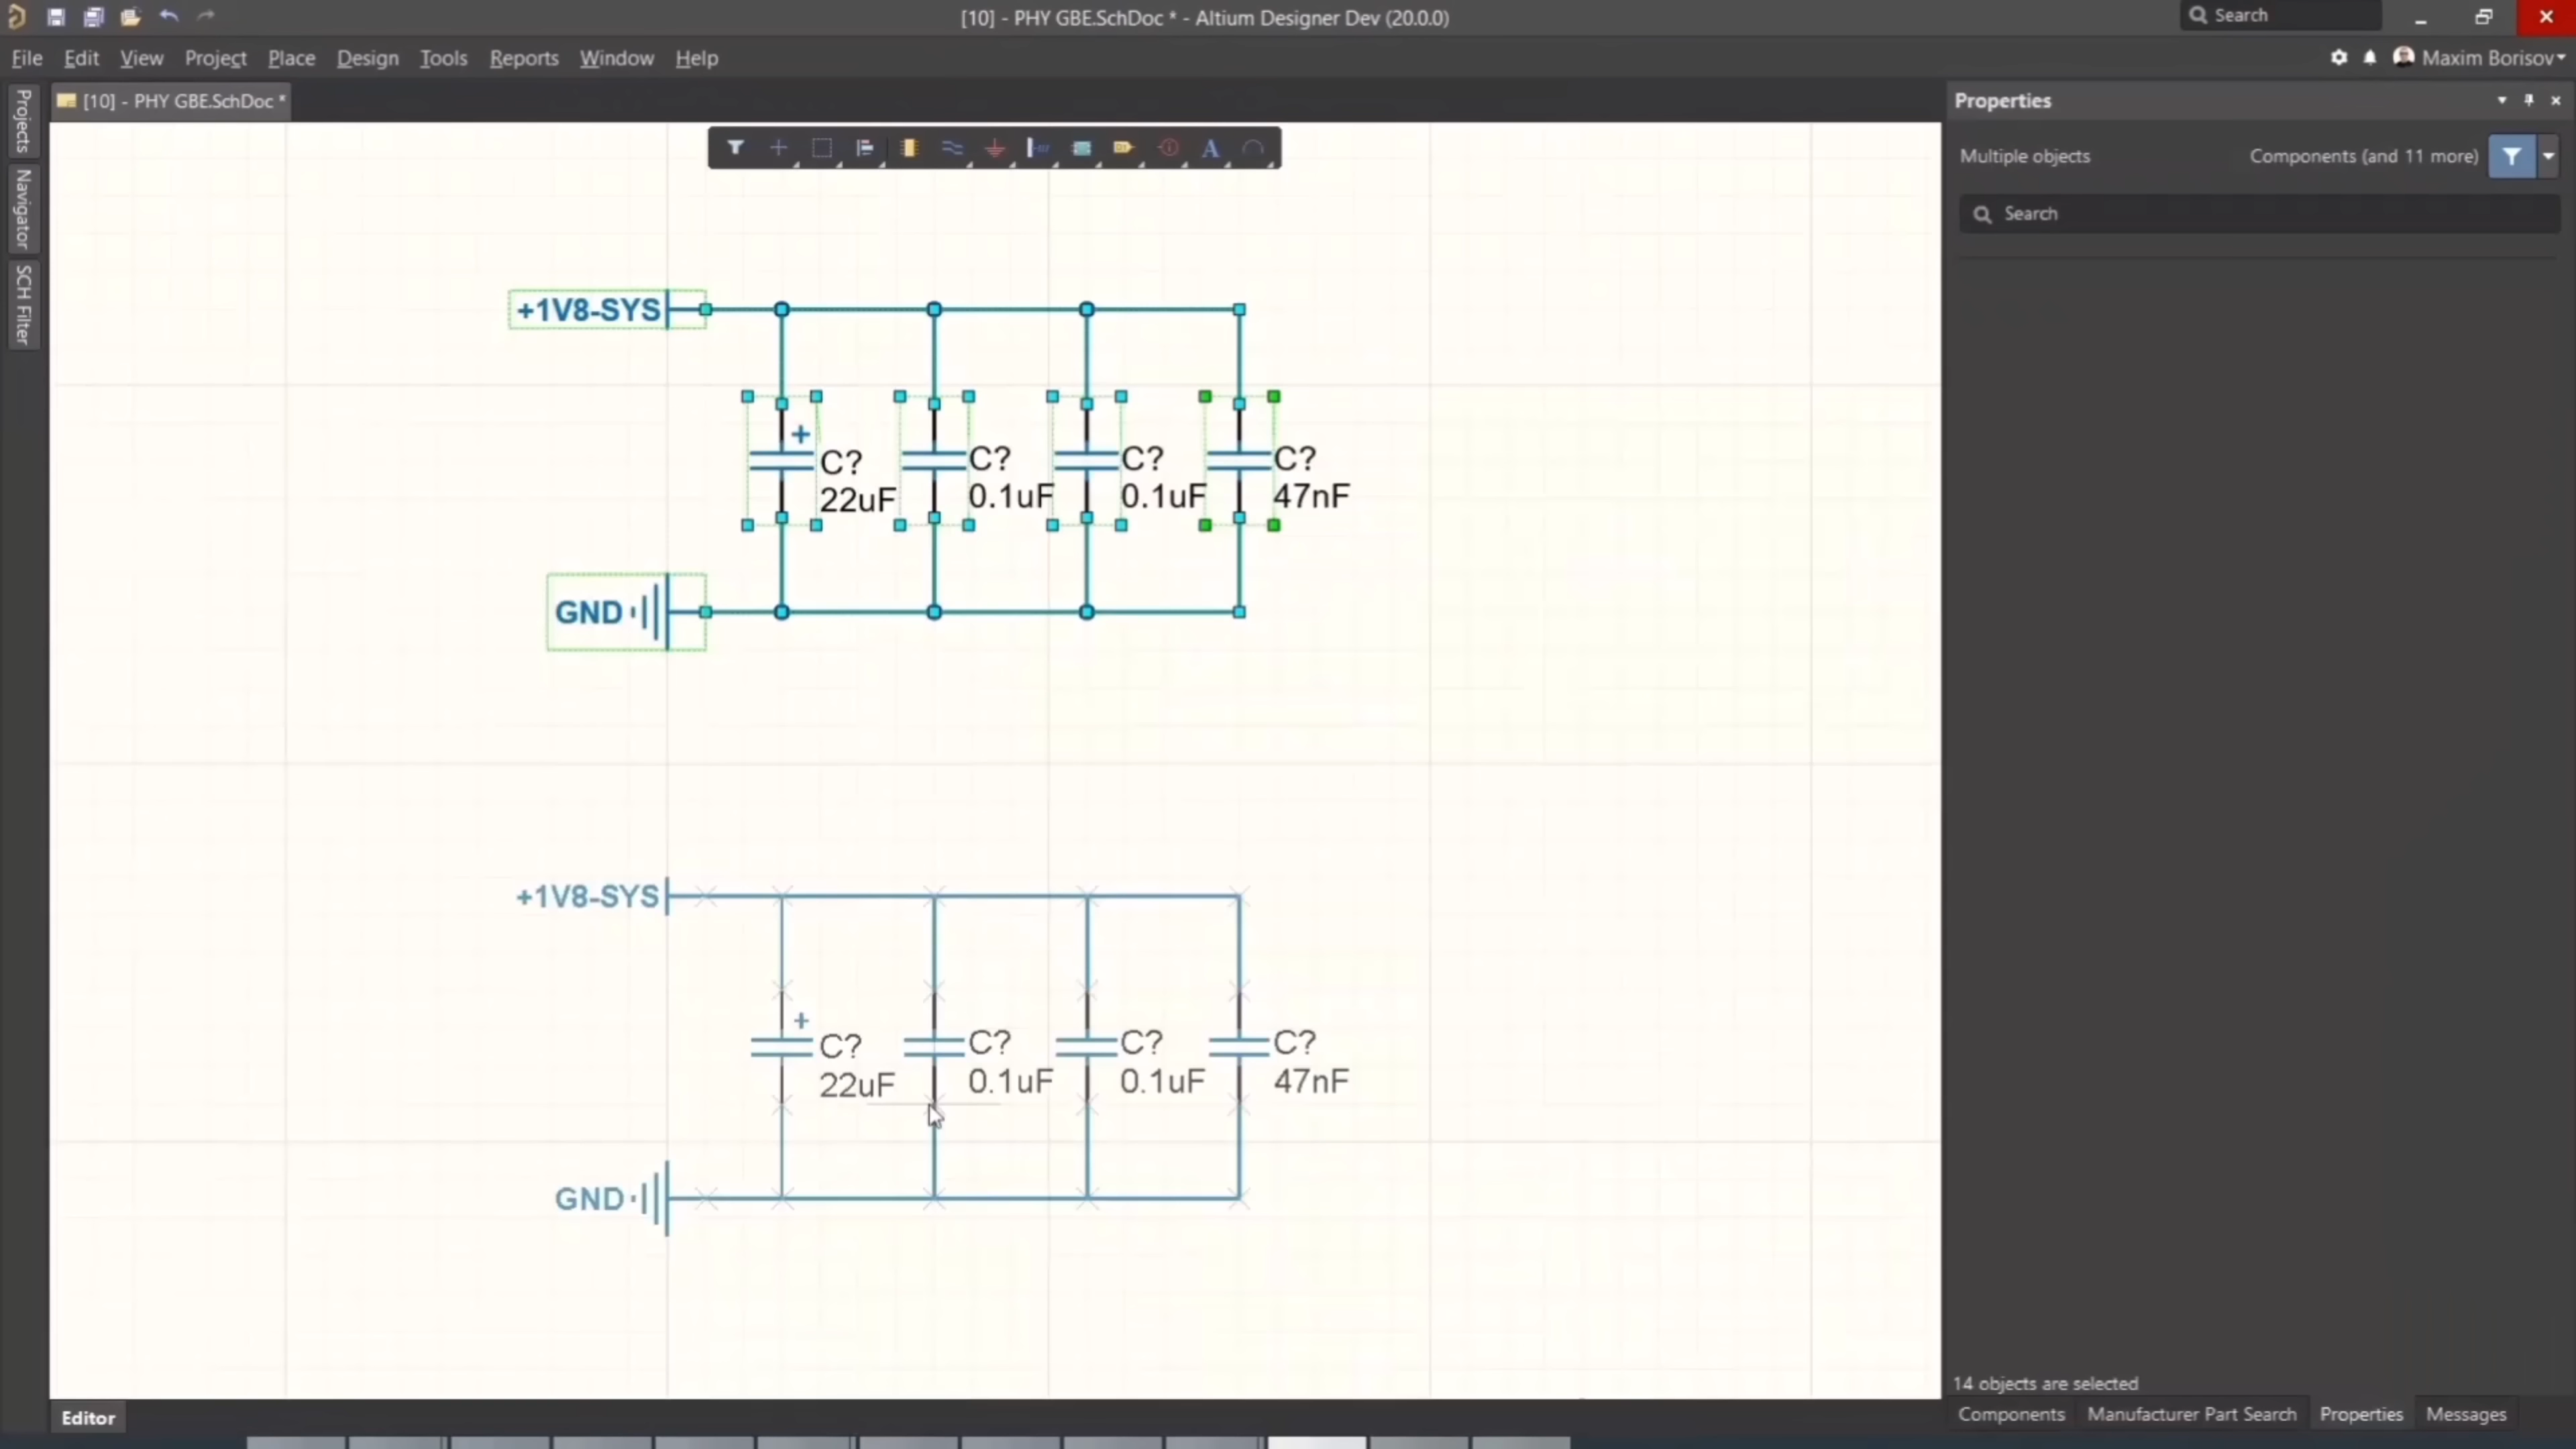 [10] - PHY GBE.SchDoc * - Altium Designer Dev (20.0.0)
Search
File Edit View Project Place Design Tools Reports Window Help
Maxim Borisov
[10] - PHY GBE.SchDoc *
Projects
Navigator
SCH Filter
Properties
Multiple objects
Components (and 11 more)
Search
+1V8-SYS
+
C? C? C? C?
22uF 0.1uF 0.1uF 47nF
GND
+1V8-SYS
+
C? C? C? C?
22uF 0.1uF 0.1uF 47nF
GND
14 objects are selected
Editor
Components Manufacturer Part Search Properties Messages